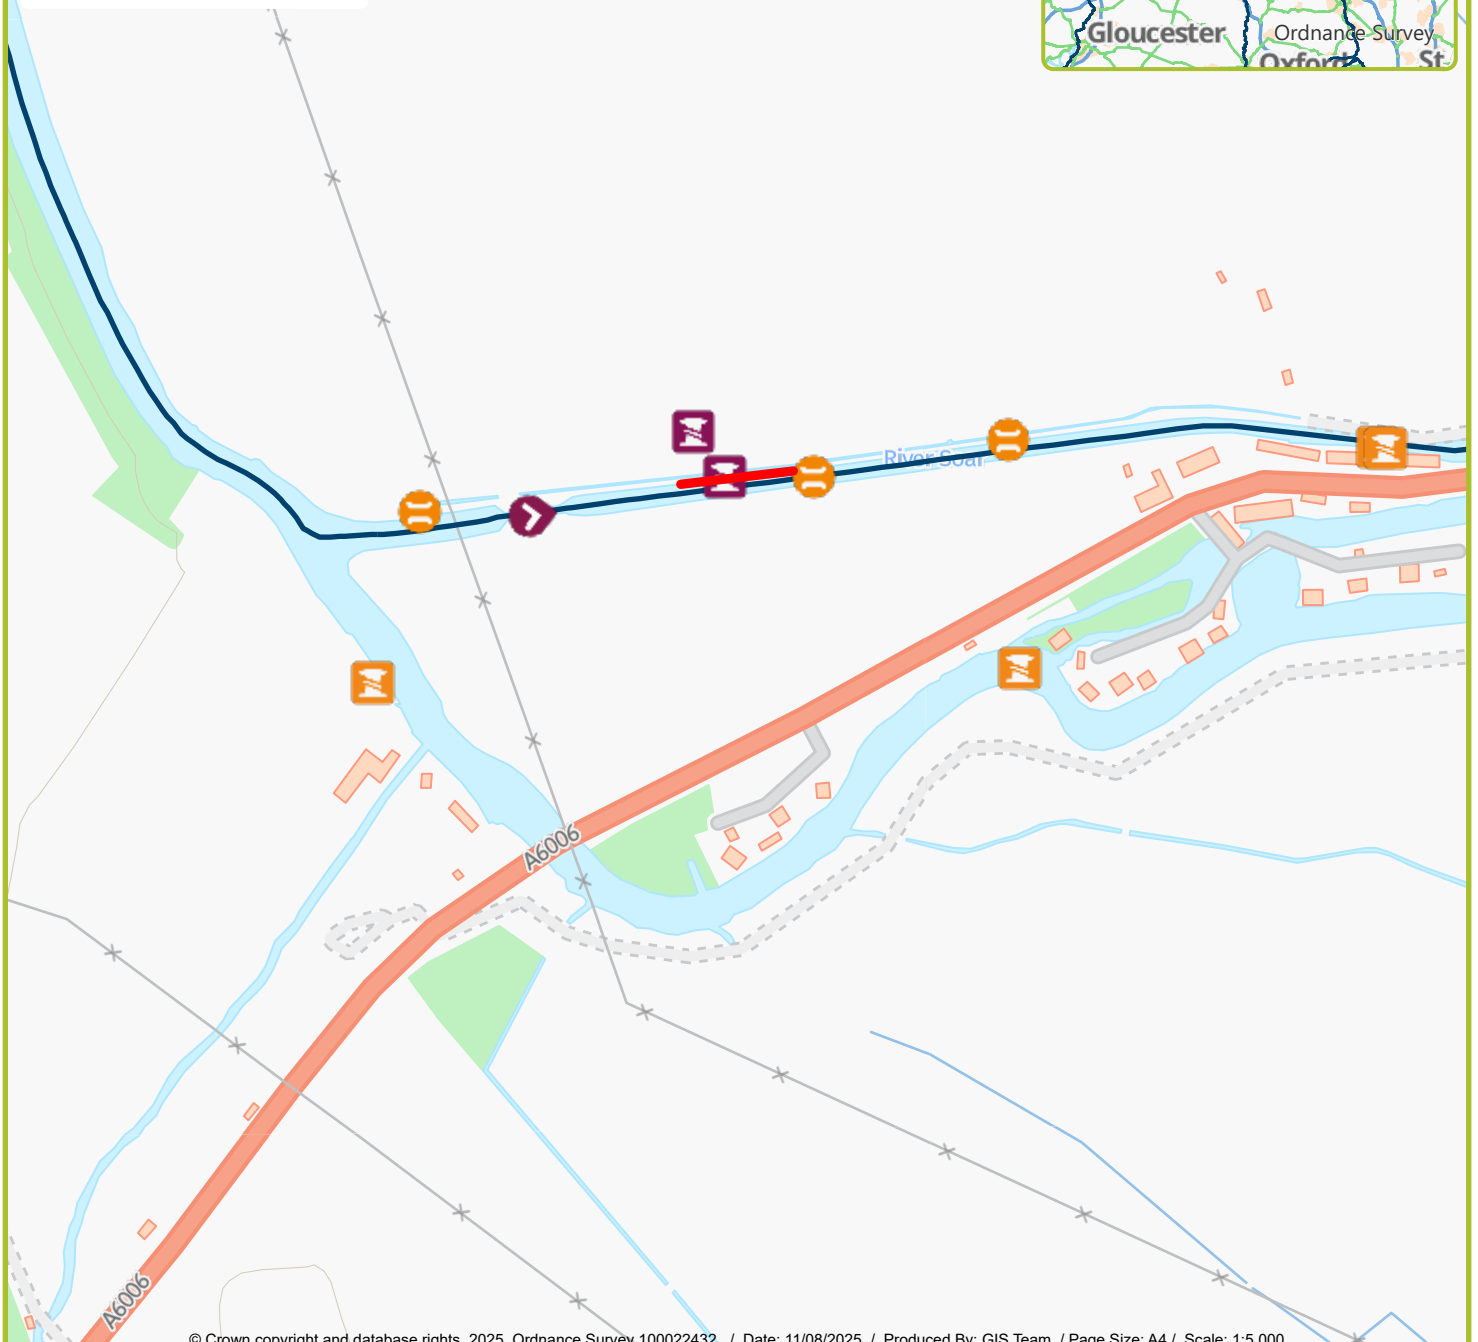 Gloucester
Ordnance Survey
Oxford
St
River Soar
A6006
A6006
© Crown copyright and database rights, 2025, Ordnance Survey 100022432. / Date: 11/08/2025 / Produced By: GIS Team / Page Size: A4 / Scale: 1:5,000